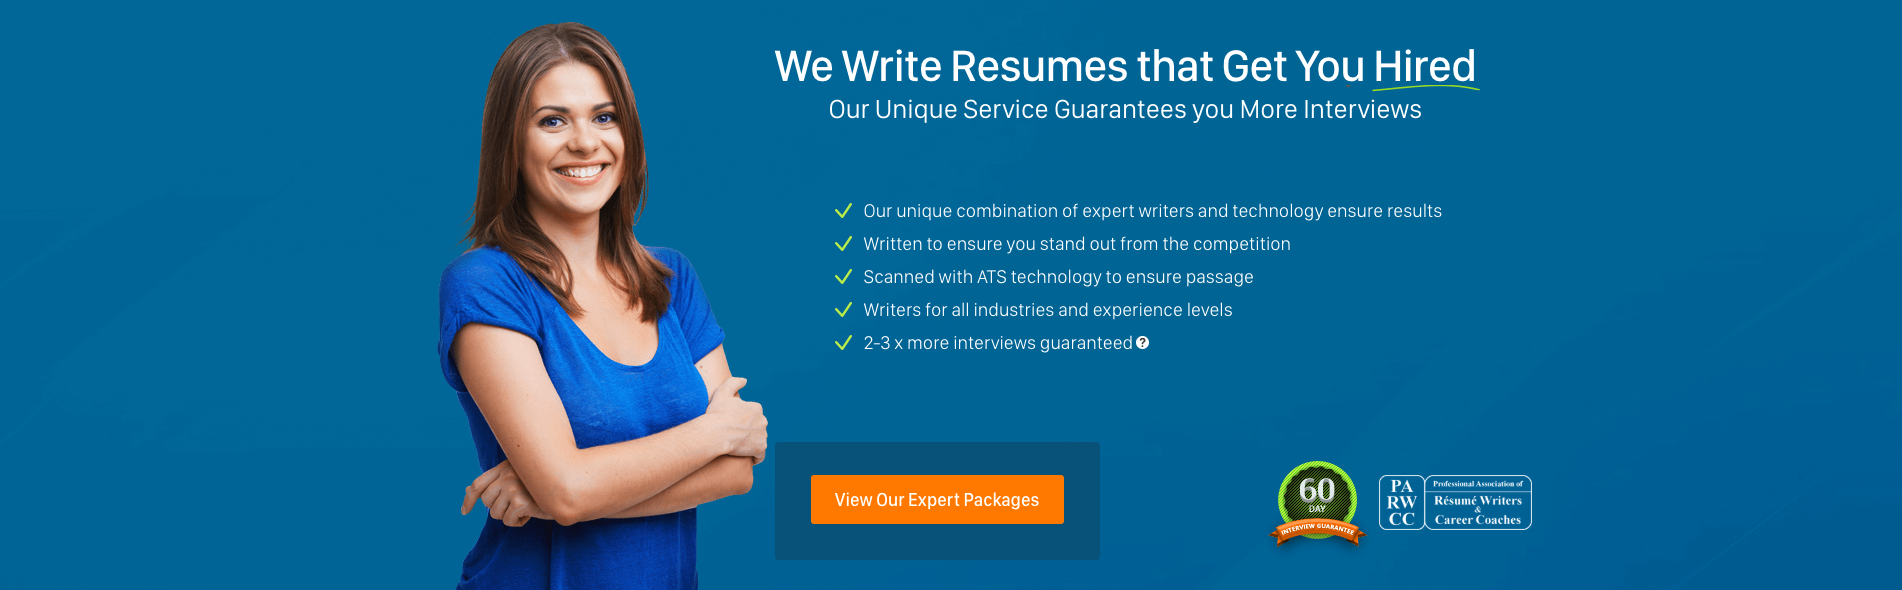 We Write Resumes that Get You Hired
Our Unique Service Guarantees you More Interviews
Our unique combination of expert writers and technology ensure results
Written to ensure you stand out from the competition
Scanned with ATS technology to ensure passage
Writers for all industries and experience levels
2-3 x more interviews guaranteed ?
View Our Expert Packages
60
DAY
INTERVIEW GUARANTEE
PA
RW
CC
Professional Association of
Résumé Writers
&
Career Coaches